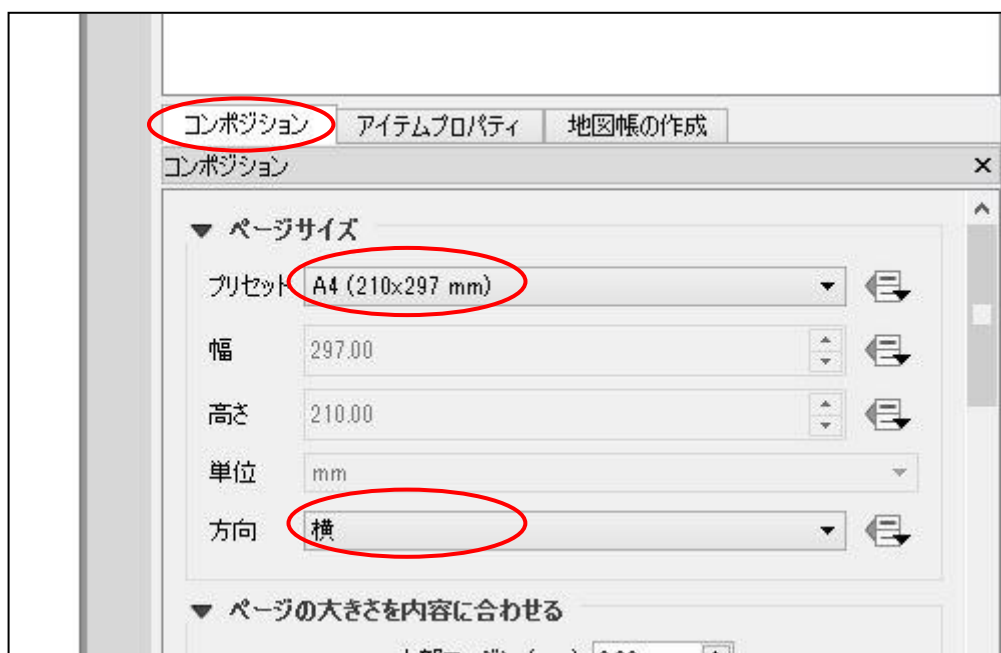 コンポジション アイテムプロパティ 地図帳の作成
コンポジション
ページサイズ
プリセット A4 (210x297 mm)
幅 297.00
高さ 210.00
単位 mm
方向 横
ページの大きさを内容に合わせる